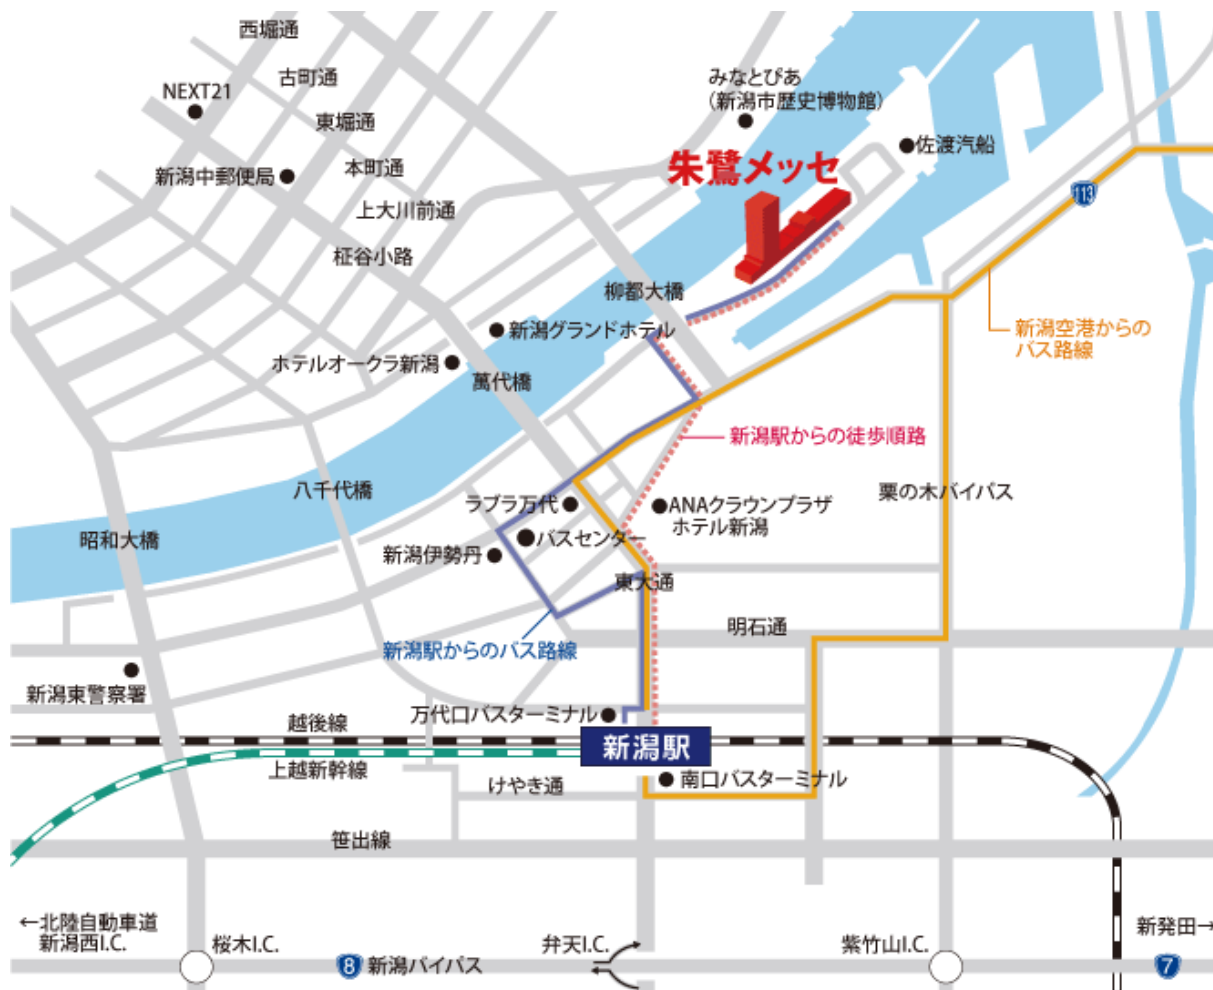 西堀通
古町通
NEXT21
東堀通
みなとぴあ
(新潟市歴史博物館)
佐渡汽船
本町通
新潟中郵便局
朱鷺メッセ
113
上大川前通
柾谷小路
柳都大橋
新潟グランドホテル
新潟空港からの
バス路線
ホテルオークラ新潟
萬代橋
新潟駅からの徒歩順路
八千代橋
栗の木バイパス
ラブラ万代
ANAクラウンプラザ
ホテル新潟
昭和大橋
バスセンター
新潟伊勢丹
東大通
明石通
新潟駅からのバス路線
新潟東警察署
万代口バスターミナル
越後線
新潟駅
上越新幹線
けやき通
南口バスターミナル
笹出線
←北陸自動車道
新潟西I.C.
桜木I.C.
弁天I.C.
紫竹山I.C.
新発田→
8
新潟バイパス
7